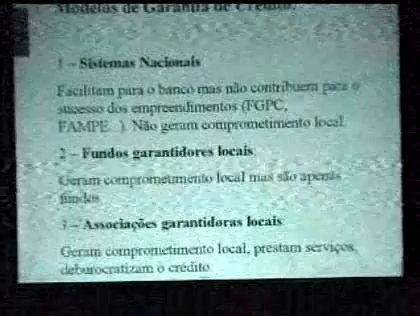 Modelos de Garantia de Crédito:
1 – Sistemas Nacionais
Facilitam para o banco mas não contribuem para o
sucesso dos empreendimentos (FGPC,
FAMPE...). Não geram comprometimento local.
2 – Fundos garantidores locais:
Geram comprometimento local mas são apenas
fundos
3 – Associações garantidoras locais:
Geram comprometimento local, prestam serviços,
deburocratizam o crédito